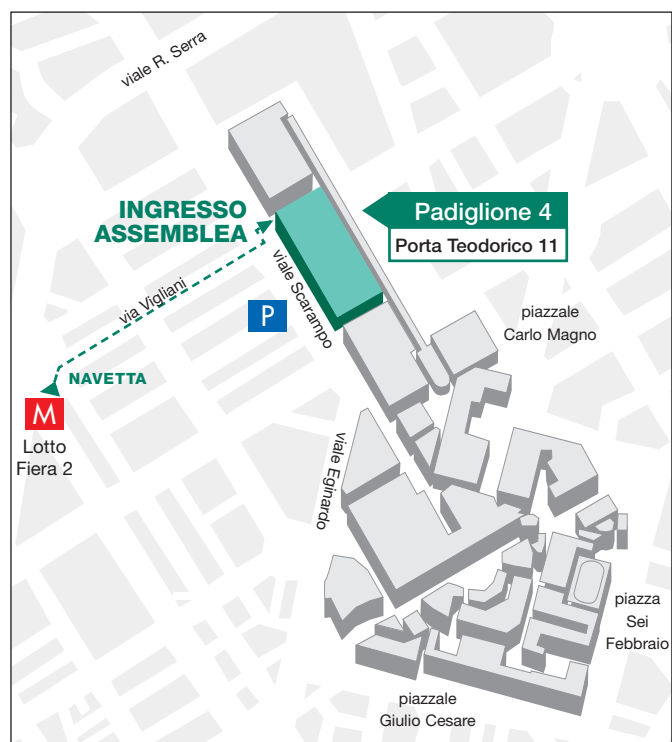 viale R. Serra
INGRESSO
ASSEMBLEA
Padiglione 4
Porta Teodorico 11
viale Scarampo
via Vigliani
P
piazzale
Carlo Magno
NAVETTA
M
Lotto
Fiera 2
viale Eginardo
piazza
Sei
Febbraio
piazzale
Giulio Cesare